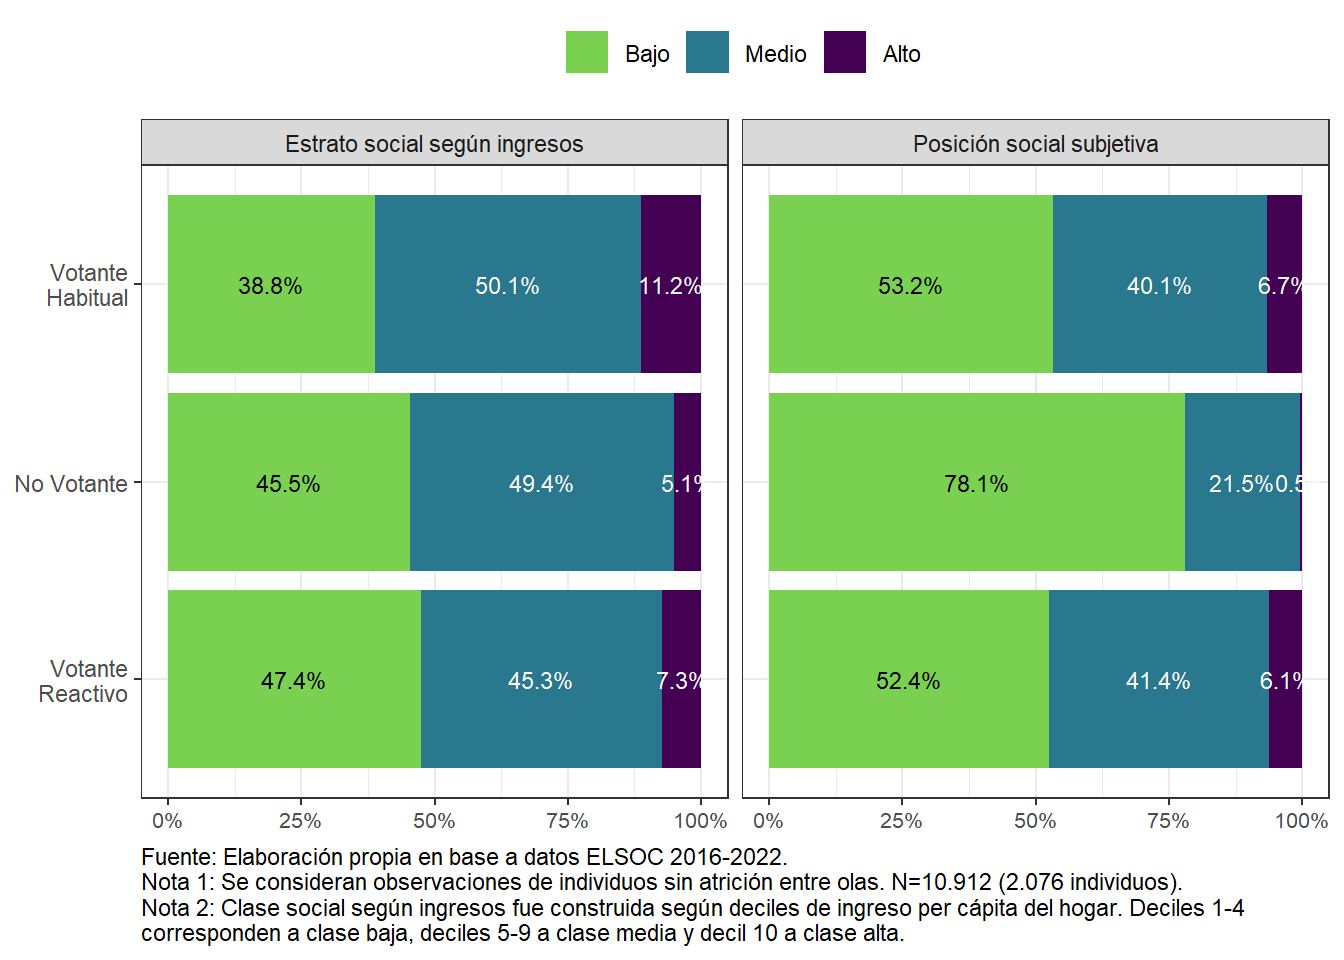 Bajo Medio Alto
Estrato social según ingresos
Posición social subjetiva
Votante
Habitual
38.8% 50.1% 11.2%
53.2% 40.1% 6.7%
No Votante
45.5% 49.4% 5.1%
78.1% 21.5% 0.5
Votante
Reactivo
47.4% 45.3% 7.3%
52.4% 41.4% 6.1%
0% 25% 50% 75% 100%
0% 25% 50% 75% 100%
Fuente: Elaboración propia en base a datos ELSOC 2016-2022.
Nota 1: Se consideran observaciones de individuos sin atrición entre olas. N=10.912 (2.076 individuos).
Nota 2: Clase social según ingresos fue construida según deciles de ingreso per cápita del hogar. Deciles 1-4
corresponden a clase baja, deciles 5-9 a clase media y decil 10 a clase alta.